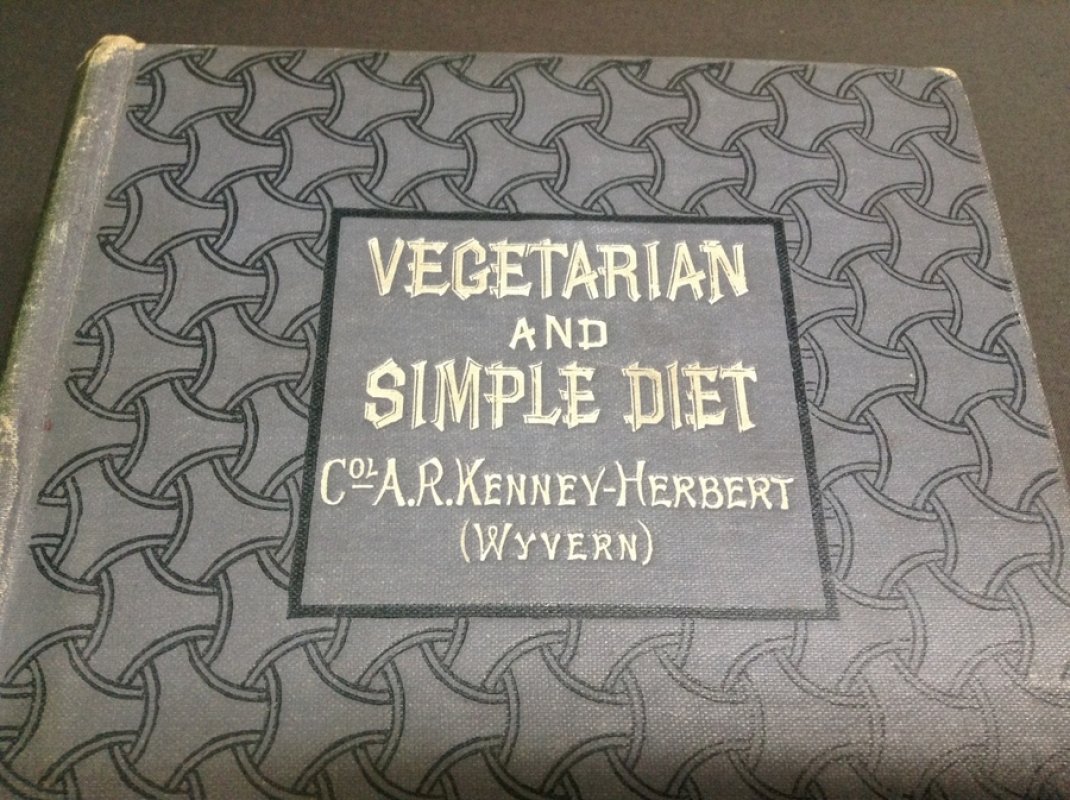 VEGETARIAN
AND
SIMPLE DIET
COL A.R. KENNEY-HERBERT
(WYVERN)